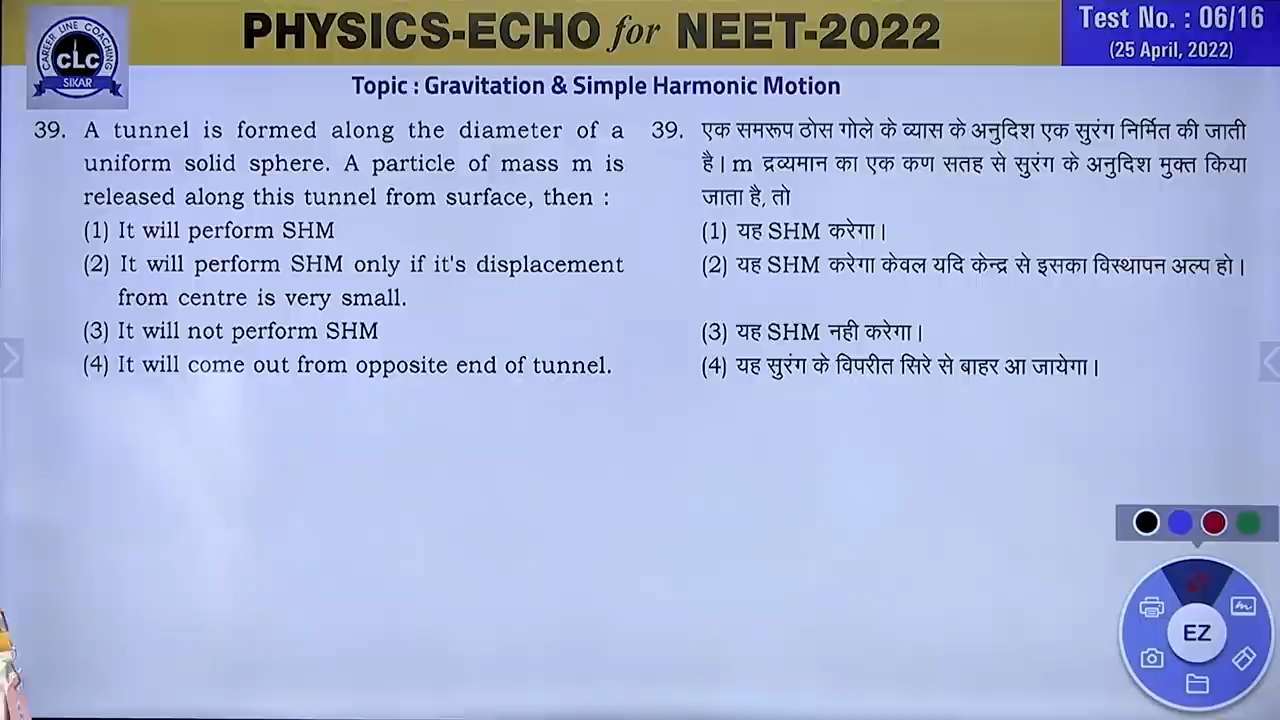 PHYSICS-ECHO for NEET-2022
Test No. : 06/16
(25 April, 2022)
CAREER LINE COACHING
CLC
SIKAR
Topic : Gravitation & Simple Harmonic Motion
39. A tunnel is formed along the diameter of a
uniform solid sphere. A particle of mass m is
released along this tunnel from surface, then :
(1) It will perform SHM
(2) It will perform SHM only if it's displacement
from centre is very small.
(3) It will not perform SHM
(4) It will come out from opposite end of tunnel.
39. एक समरूप ठोस गोले के व्यास के अनुदिश एक सुरंग निर्मित की जाती
है। m द्रव्यमान का एक कण सतह से सुरंग के अनुदिश मुक्त किया
जाता है, तो
(1) यह SHM करेगा।
(2) यह SHM करेगा केवल यदि केन्द्र से इसका विस्थापन अल्प हो।
(3) यह SHM नही करेगा।
(4) यह सुरंग के विपरीत सिरे से बाहर आ जायेगा।
EZ